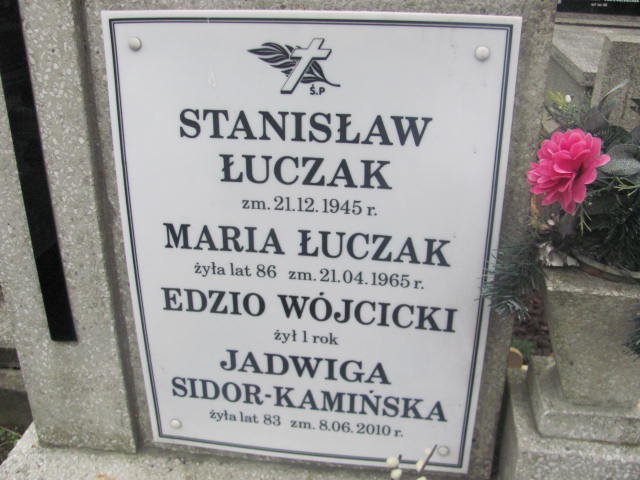 Ś.P
STANISŁAW
ŁUCZAK
zm. 21.12.1945 r.
MARIA ŁUCZAK
żyła lat 86 zm. 21.04.1965 r.
EDZIO WÓJCICKI
żył 1 rok
JADWIGA
SIDOR-KAMIŃSKA
żyła lat 83 zm. 8.06.2010 r.